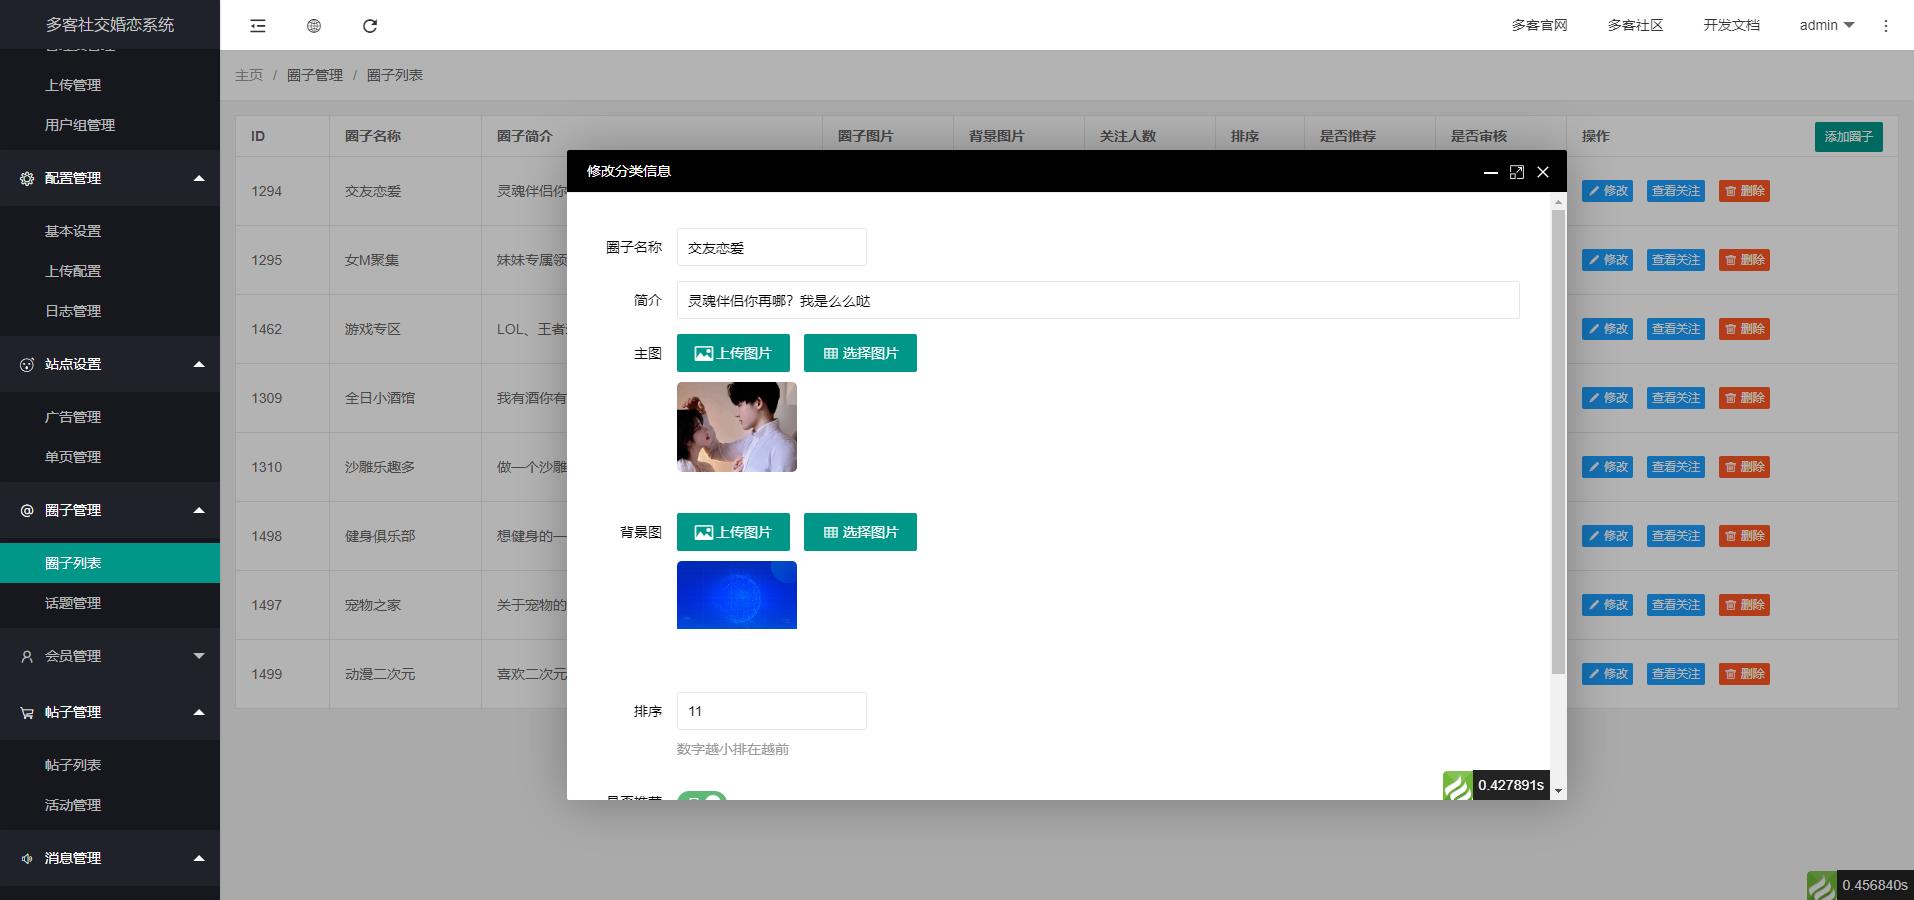 多客社交婚恋系统
多客官网
多客社区
开发文档
admin
上传管理
用户组管理
配置管理
基本设置
上传配置
日志管理
站点设置
广告管理
单页管理
圈子管理
圈子列表
话题管理
会员管理
帖子管理
帖子列表
活动管理
消息管理
主页 / 圈子管理 / 圈子列表
ID 圈子名称 圈子简介 圈子图片 背景图片 关注人数 排序 是否推荐 是否审核 操作 添加圈子
1294 交友恋爱 灵魂伴侣你 修改 查看关注 删除
1295 女M聚集 妹妹专属领 修改 查看关注 删除
1462 游戏专区 LOL、王者 修改 查看关注 删除
1309 全日小酒馆 我有酒你有 修改 查看关注 删除
1310 沙雕乐趣多 做一个沙雕 修改 查看关注 删除
1498 健身俱乐部 想健身的一 修改 查看关注 删除
1497 宠物之家 关于宠物的 修改 查看关注 删除
1499 动漫二次元 喜欢二次元 修改 查看关注 删除
修改分类信息
圈子名称 交友恋爱
简介 灵魂伴侣你再哪？我是么么哒
主图 上传图片 选择图片
背景图 上传图片 选择图片
排序 11
数字越小排在越前
是否推荐
0.427891s
0.456840s